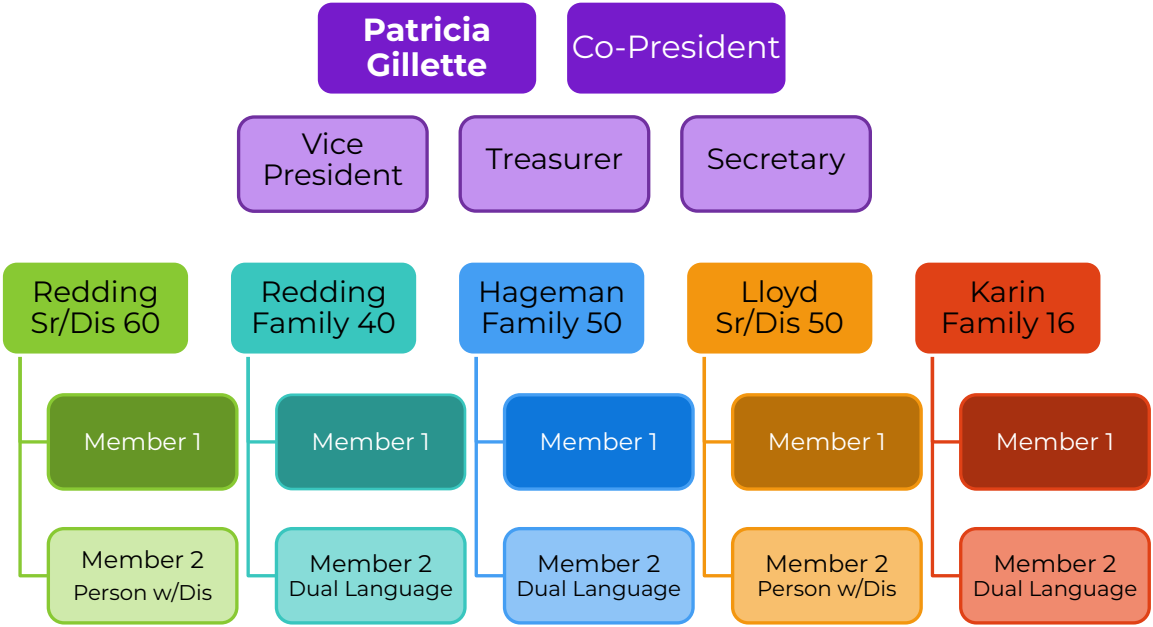 Patricia
Gillette
Co-President
Vice
President
Treasurer
Secretary
Redding
Sr/Dis 60
Redding
Family 40
Hageman
Family 50
Lloyd
Sr/Dis 50
Karin
Family 16
Member 1
Member 1
Member 1
Member 1
Member 1
Member 2
Person w/Dis
Member 2
Dual Language
Member 2
Dual Language
Member 2
Person w/Dis
Member 2
Dual Language